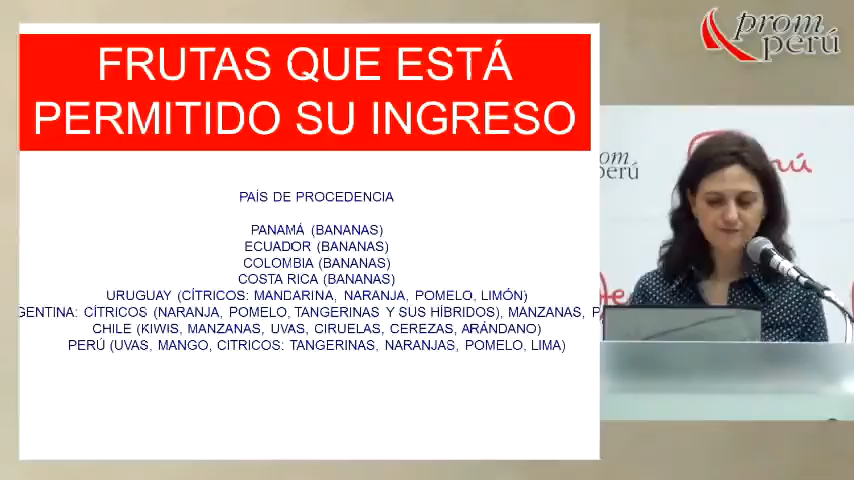 FRUTAS QUE ESTÁ
PERMITIDO SU INGRESO
PAÍS DE PROCEDENCIA
PANAMÁ (BANANAS)
ECUADOR (BANANAS)
COLOMBIA (BANANAS)
COSTA RICA (BANANAS)
URUGUAY (CÍTRICOS: MANDARINA, NARANJA, POMELO, LIMÓN)
GENTINA: CÍTRICOS (NARANJA, POMELO, TANGERINAS Y SUS HÍBRIDOS), MANZANAS, P
CHILE (KIWIS, MANZANAS, UVAS, CIRUELAS, CEREZAS, ARÁNDANO)
PERÚ (UVAS, MANGO, CITRICOS: TANGERINAS, NARANJAS, POMELO, LIMA)
prom
perú
om
perú